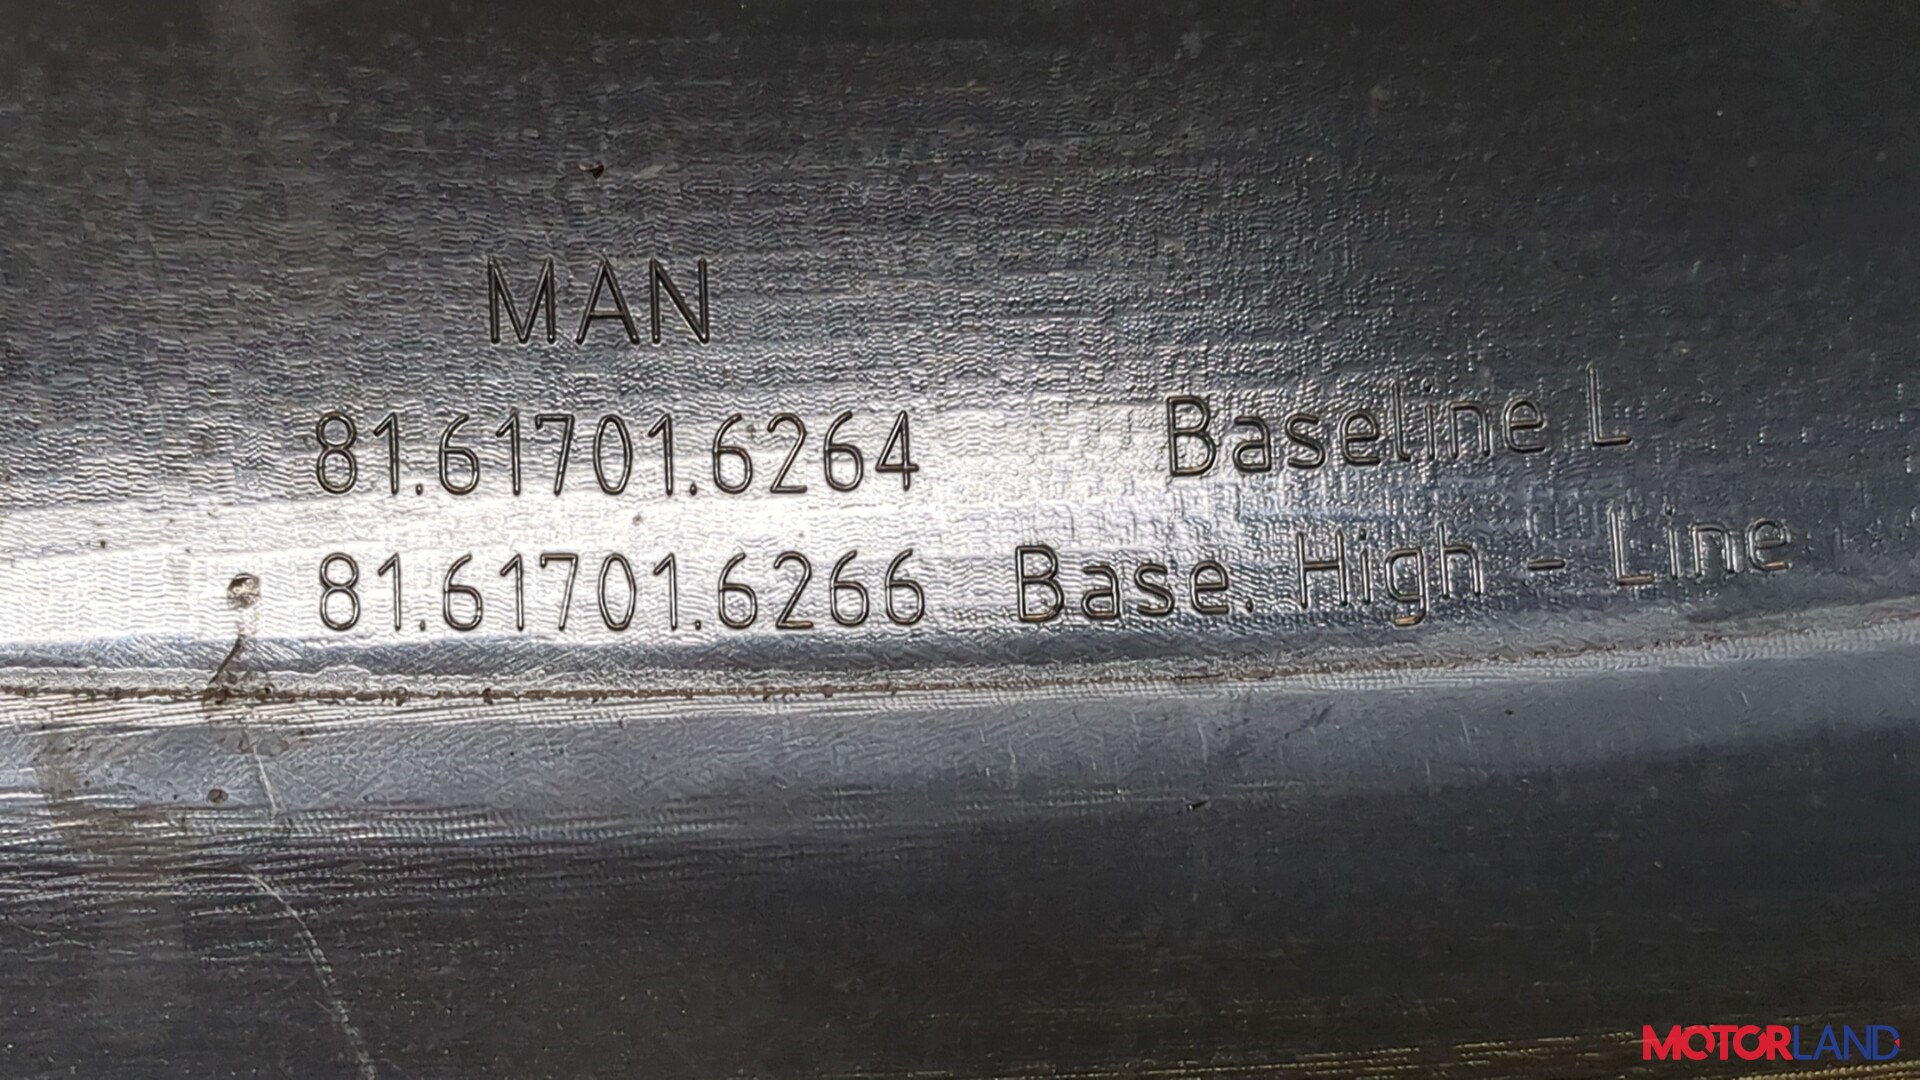 MAN
81.61701.6264 Baseline L
81.61701.6266 Base. High - Line
MOTORLAND